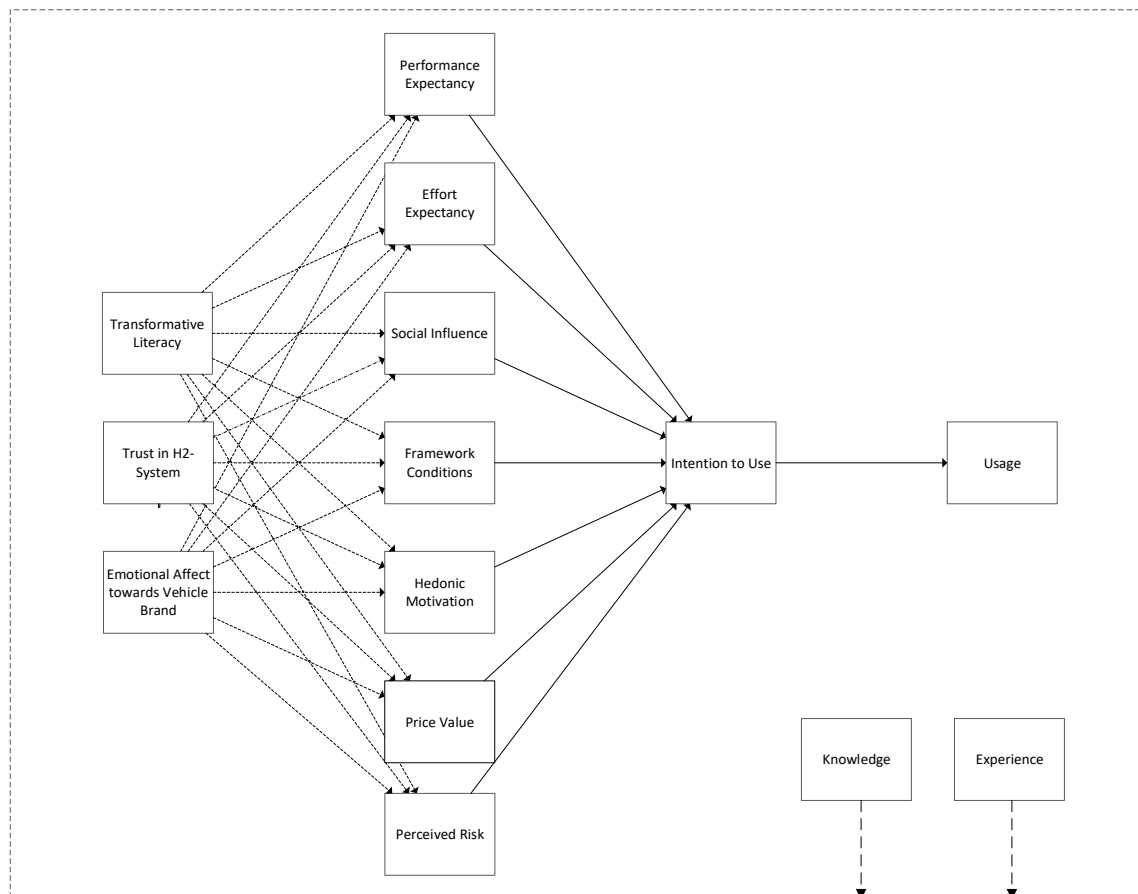 Performance
Expectancy
Effort
Expectancy
Transformative
Literacy
Social Influence
Trust in H2-
System
Framework
Conditions
Intention to Use
Usage
Emotional Affect
towards Vehicle
Brand
Hedonic
Motivation
Price Value
Knowledge
Experience
Perceived Risk